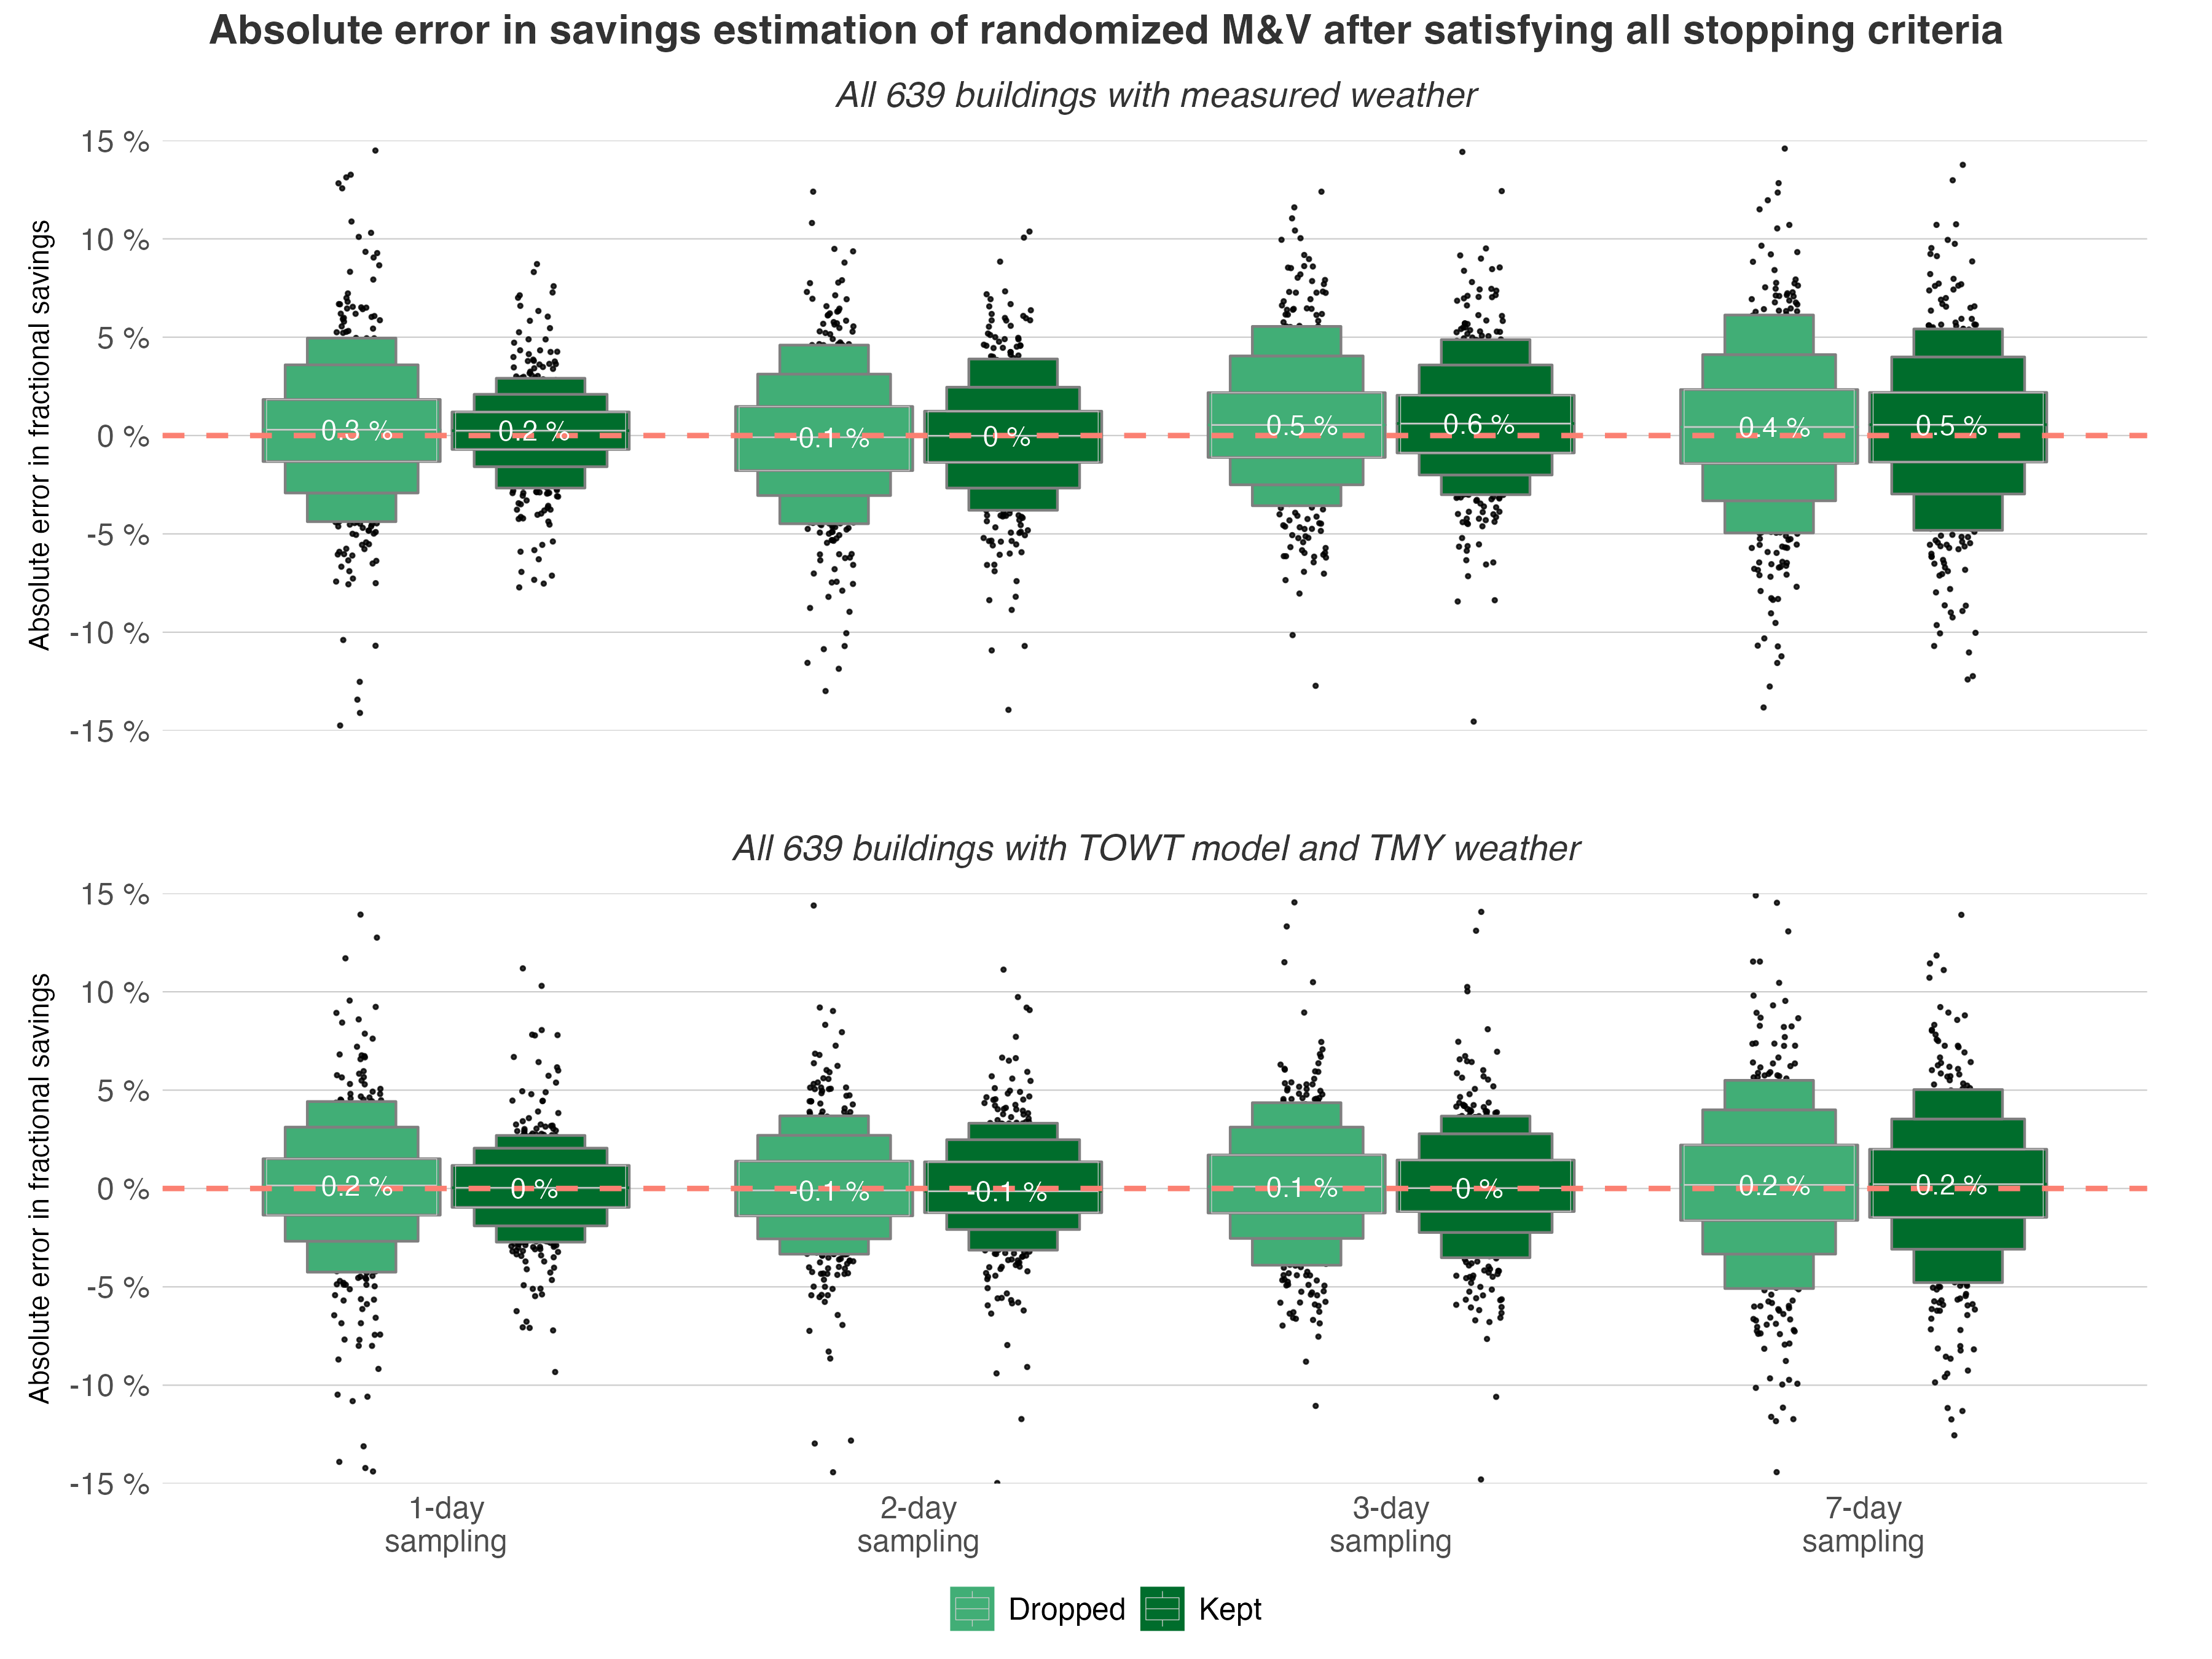 Absolute error in savings estimation of randomized M&V after satisfying all stopping criteria
All 639 buildings with measured weather
Absolute error in fractional savings
15 %
10 %
5 %
0 %
-5 %
-10 %
-15 %
0.3 %
0.2 %
-0.1 %
0 %
0.5 %
0.6 %
0.4 %
0.5 %
All 639 buildings with TOWT model and TMY weather
Absolute error in fractional savings
15 %
10 %
5 %
0 %
-5 %
-10 %
-15 %
0.2 %
0 %
-0.1 %
-0.1 %
0.1 %
0 %
0.2 %
0.2 %
1-day
sampling
2-day
sampling
3-day
sampling
7-day
sampling
Dropped
Kept